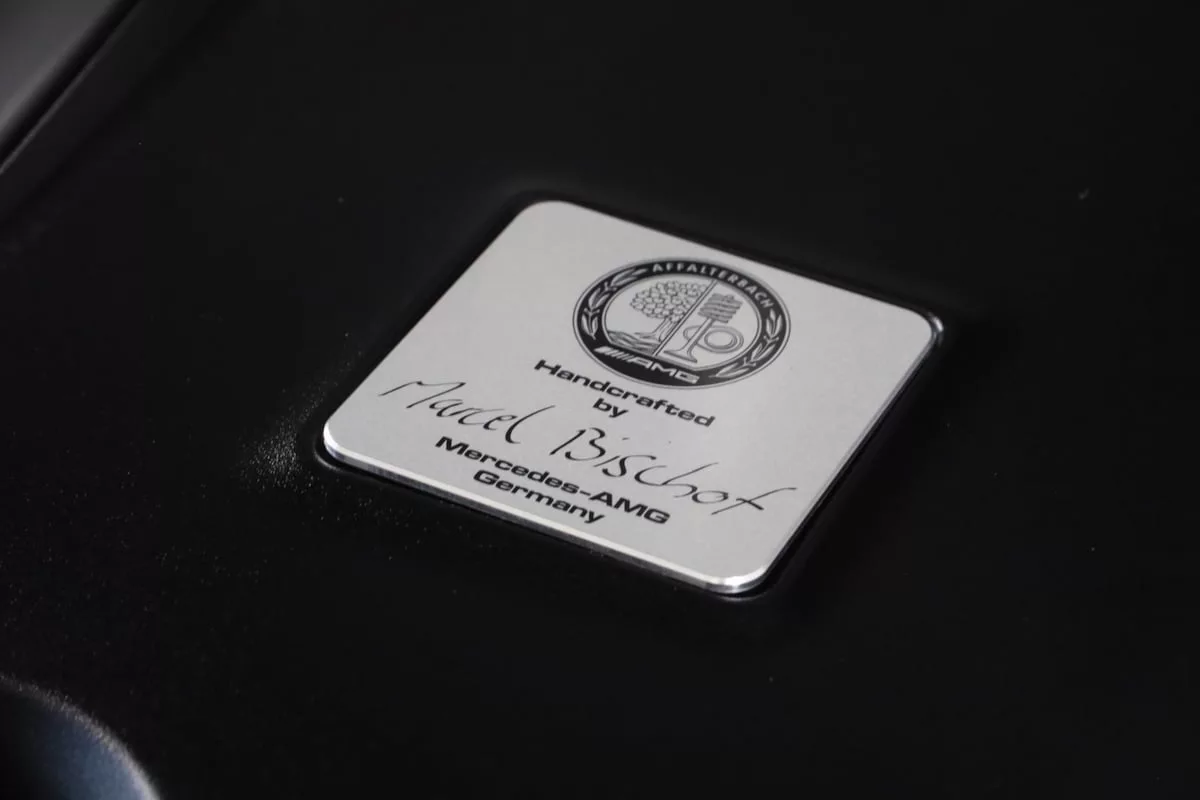 AFFALTERBACH
AMG
Handcrafted
by
Marcel Bischof
Mercedes-AMG
Germany